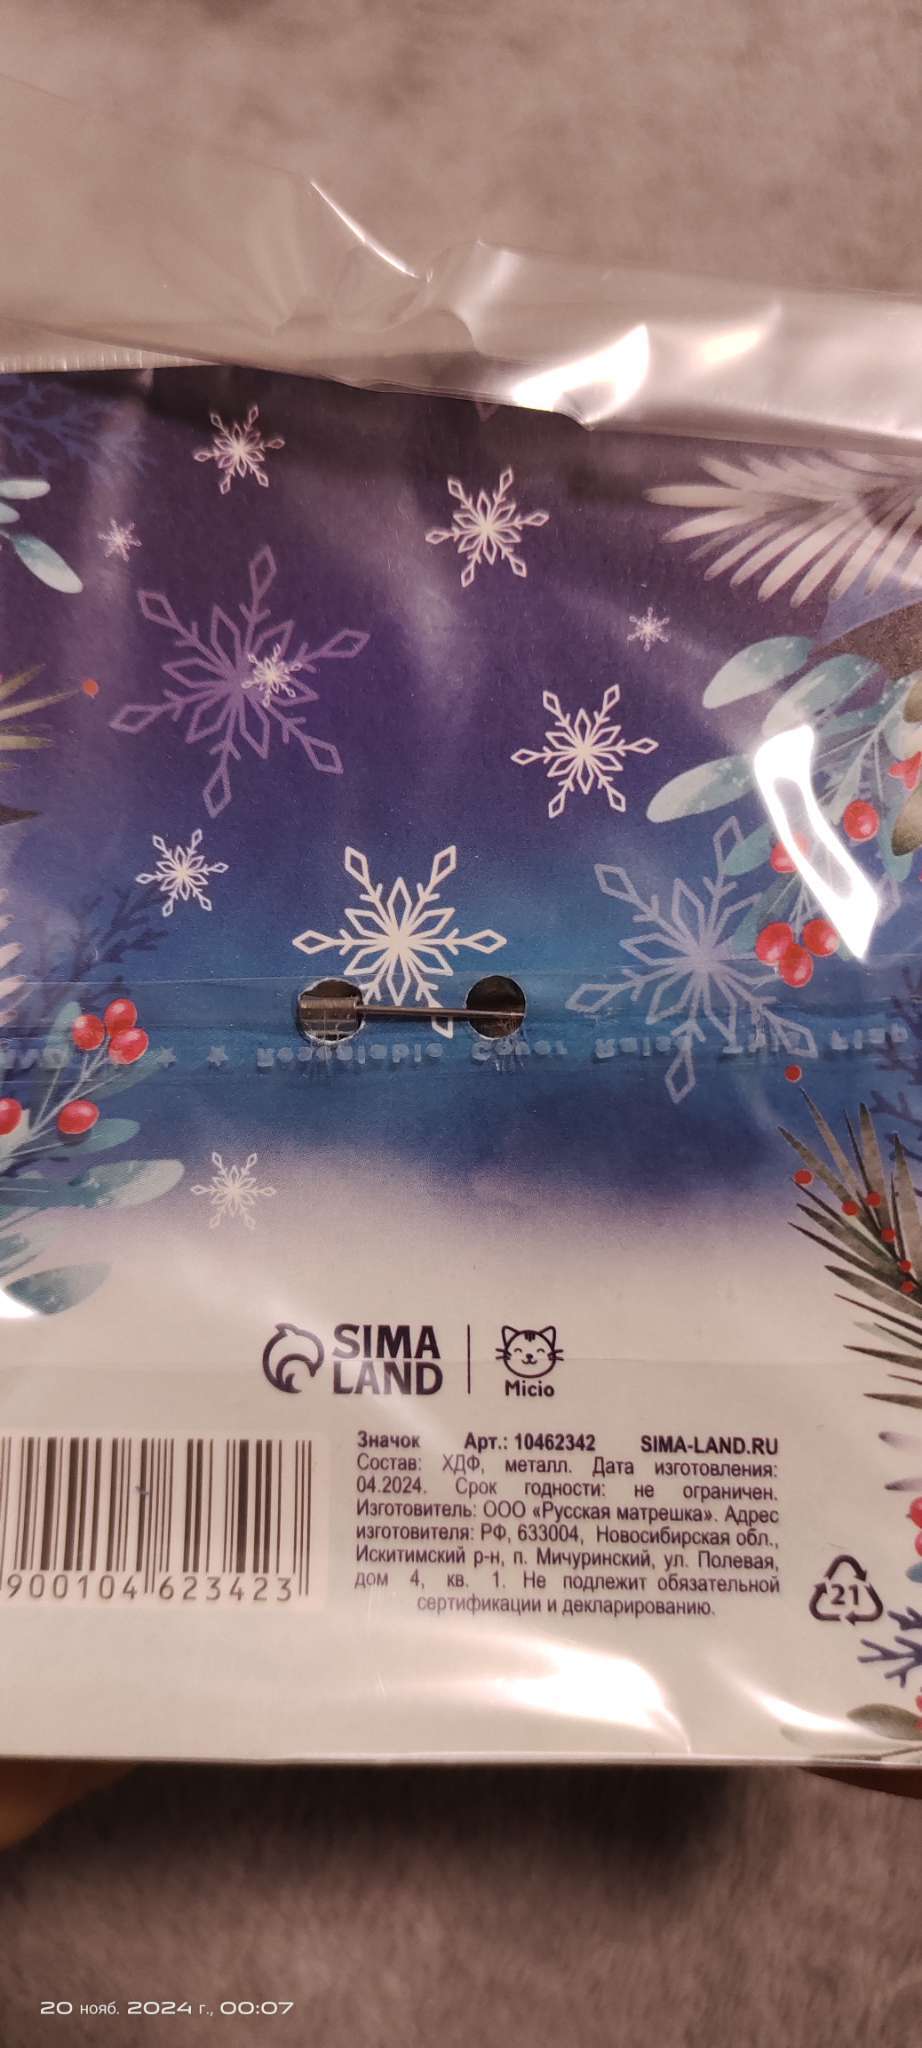 Resealable Cover
SIMA
LAND
Micio
Значок Арт.: 10462342 SIMA-LAND.RU
Состав: ХДФ, металл. Дата изготовления:
04.2024. Срок годности: не ограничен.
Изготовитель: ООО «Русская матрешка». Адрес
изготовителя: РФ, 633004, Новосибирская обл.,
Искитимский р-н, п. Мичуринский, ул. Полевая,
дом 4, кв. 1. Не подлежит обязательной
сертификации и декларированию.
900104 623423
21
20 нояб. 2024 г., 00:07